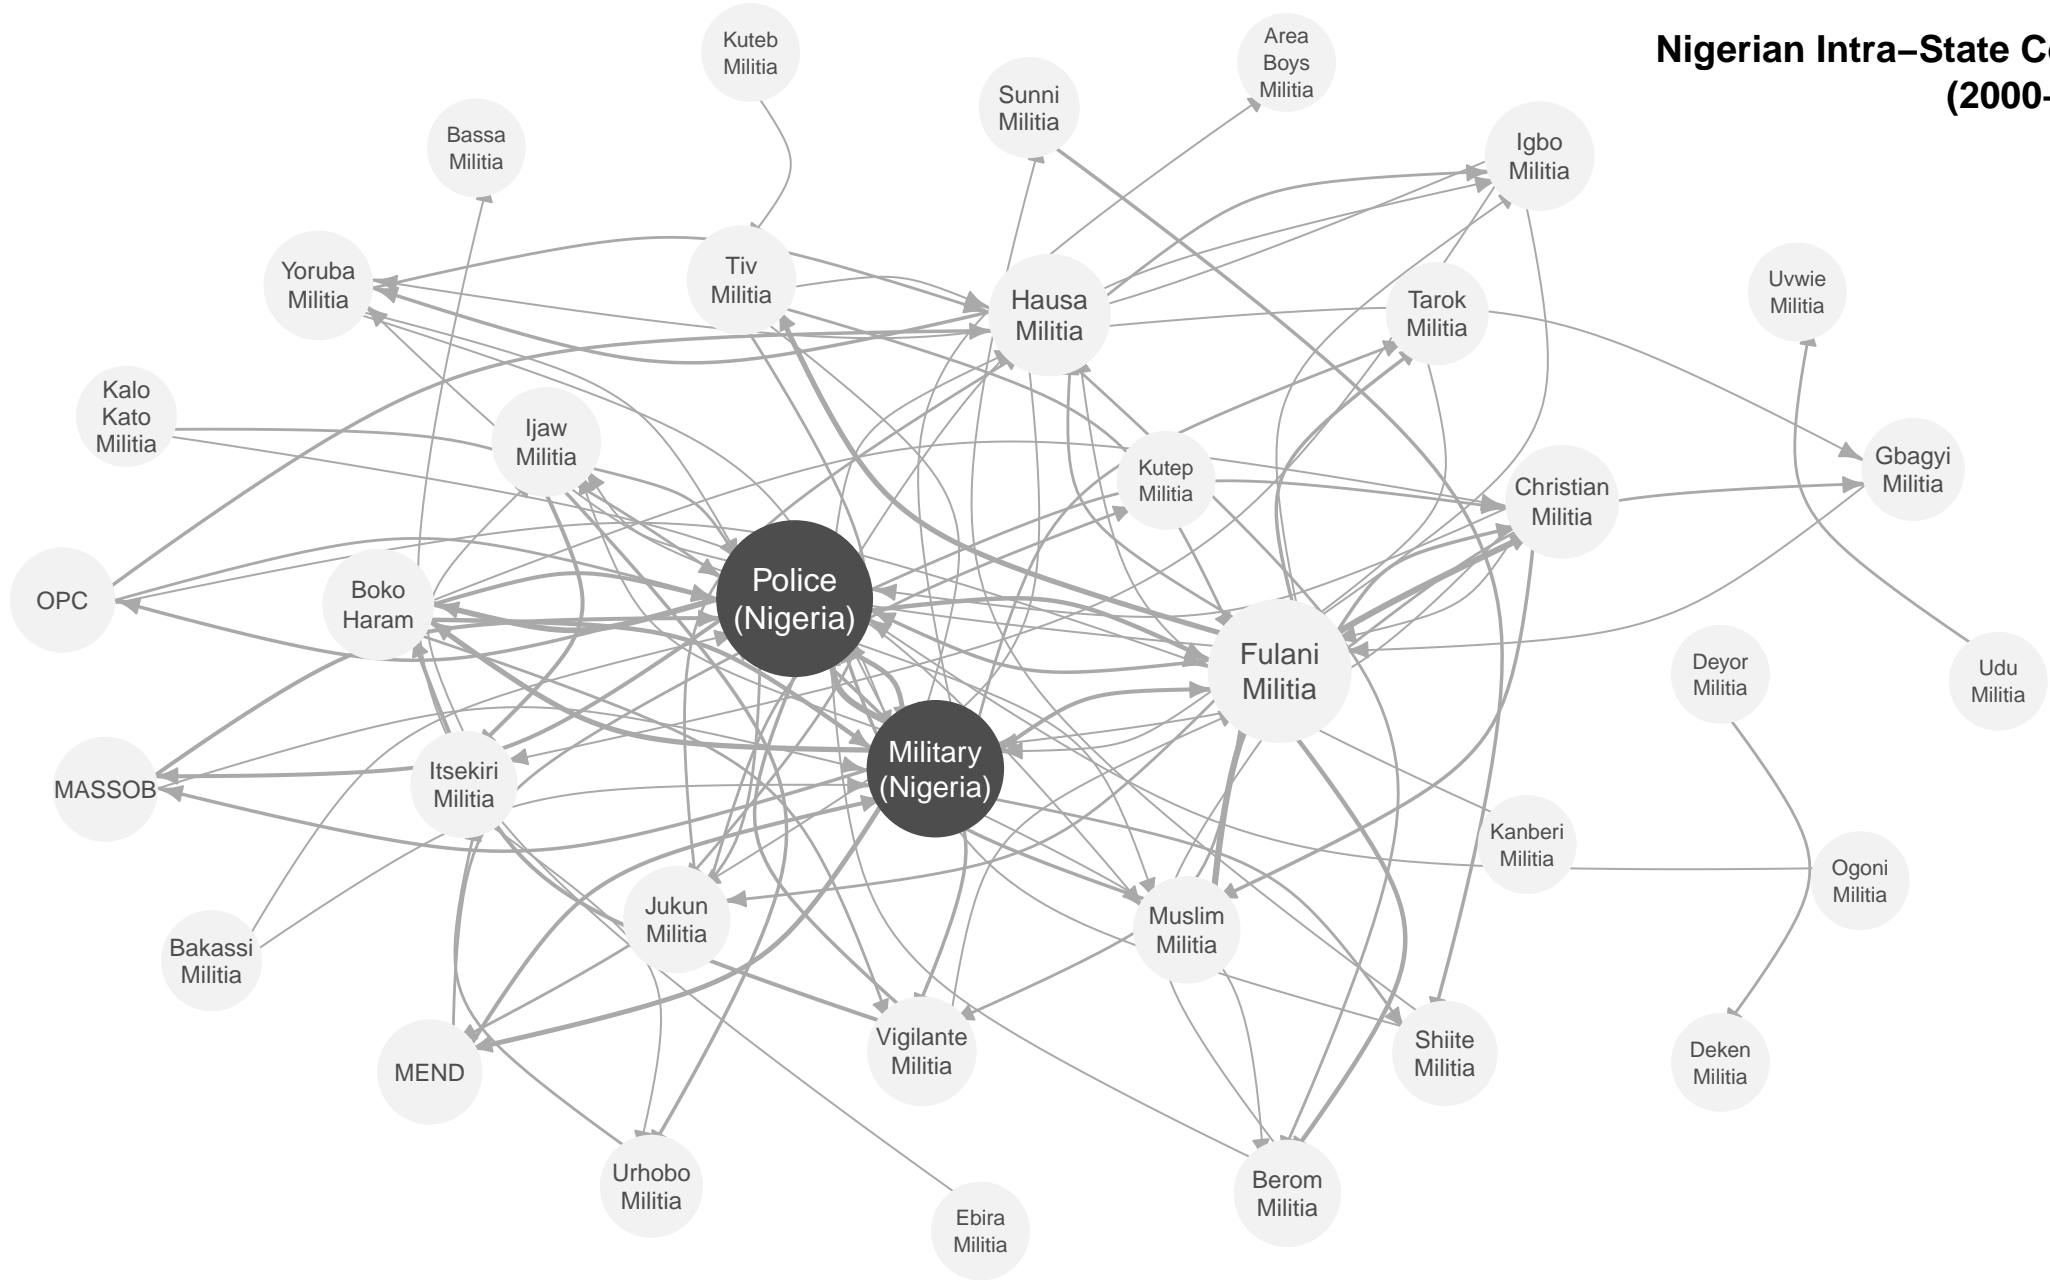 Nigerian Intra–State
(2000
Kuteb
Militia
Area
Boys
Militia
Sunni
Militia
Bassa
Militia
Igbo
Militia
Yoruba
Militia
Tiv
Militia
Hausa
Militia
Tarok
Militia
Uvwie
Militia
Kalo
Kato
Militia
Ijaw
Militia
Kutep
Militia
Christian
Militia
Gbagyi
Militia
OPC
Boko
Haram
Police
(Nigeria)
Fulani
Militia
Deyor
Militia
Udu
Militia
MASSOB
Itsekiri
Militia
Military
(Nigeria)
Kanberi
Militia
Ogoni
Militia
Bakassi
Militia
Jukun
Militia
Muslim
Militia
MEND
Vigilante
Militia
Shiite
Militia
Deken
Militia
Urhobo
Militia
Ebira
Militia
Berom
Militia